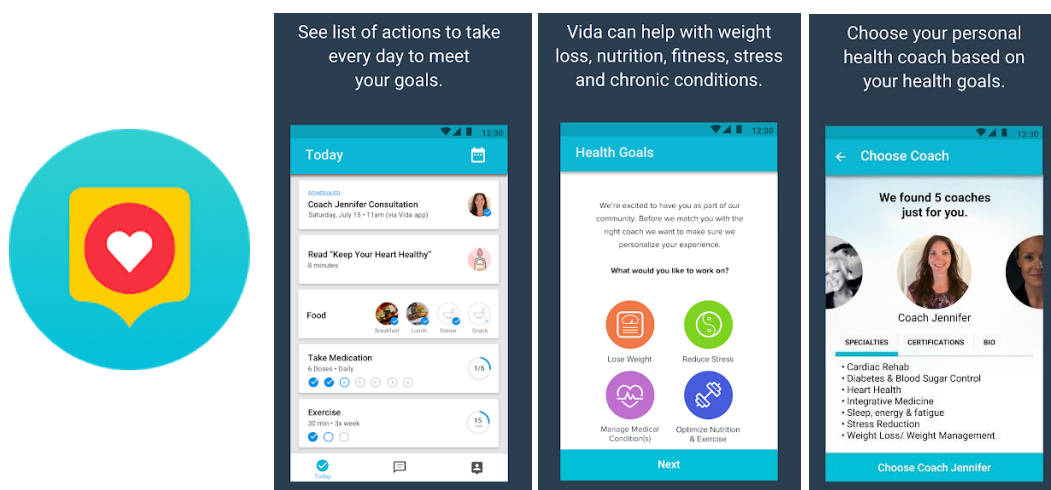 See list of actions to take
every day to meet
your goals.
12:30
Today
SCHEDULED
Coach Jennifer Consultation
Saturday, July 15 • 11am (via Vida app)
Read "Keep Your Heart Healthy"
8 minutes
Food
Breakfast Lunch Dinner Snack
Take Medication
6 Doses • Daily
1/6
Exercise
30 min • 3x week
15
min
Today
Vida can help with weight
loss, nutrition, fitness, stress
and chronic conditions.
12:30
Health Goals
We're excited to have you as part of our
community. Before we match you with the
right coach we want to make sure we
personalize your experience.
What would you like to work on?
Lose Weight
Reduce Stress
Manage Medical
Condition(s)
Optimize Nutrition
& Exercise
Next
Choose your personal
health coach based on
your health goals.
12:30
Choose Coach
We found 5 coaches
just for you.
Coach Jennifer
SPECIALTIES CERTIFICATIONS BIO
• Cardiac Rehab
• Diabetes & Blood Sugar Control
• Heart Health
• Integrative Medicine
• Sleep, energy & fatigue
• Stress Reduction
• Weight Loss/ Weight Management
Choose Coach Jennifer